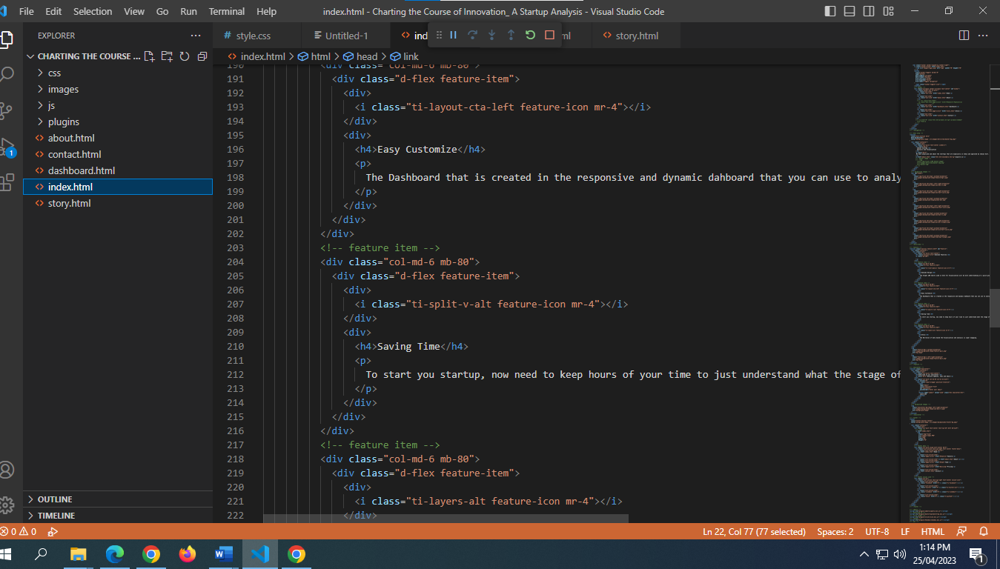 File Edit Selection View Go Run Terminal Help
index.html - Charting the Course of Innovation_ A Startup Analysis - Visual Studio Code
EXPLORER
CHARTING THE COURSE ...
css
images
js
plugins
about.html
contact.html
dashboard.html
index.html
story.html
OUTLINE
TIMELINE
# style.css
Untitled-1
ind
ml
story.html
index.html > html > head > link
190 <div class="col-md-6 mb-80">
191 <div class="d-flex feature-item">
192 <div>
193 <i class="ti-layout-cta-left feature-icon mr-4"></i>
194 </div>
195 <div>
196 <h4>Easy Customize</h4>
197 <p>
198 The Dashboard that is created in the responsive and dynamic dahboard that you can use to analy
199 </p>
200 </div>
201 </div>
202 </div>
203 <!-- feature item -->
204 <div class="col-md-6 mb-80">
205 <div class="d-flex feature-item">
206 <div>
207 <i class="ti-split-v-alt feature-icon mr-4"></i>
208 </div>
209 <div>
210 <h4>Saving Time</h4>
211 <p>
212 To start you startup, now need to keep hours of your time to just understand what the stage of
213 </p>
214 </div>
215 </div>
216 </div>
217 <!-- feature item -->
218 <div class="col-md-6 mb-80">
219 <div class="d-flex feature-item">
220 <div>
221 <i class="ti-layers-alt feature-icon mr-4"></i>
222 </div>
1
0 0
Ln 22, Col 77 (77 selected) Spaces: 2 UTF-8 LF HTML
1:14 PM
25/04/2023
1